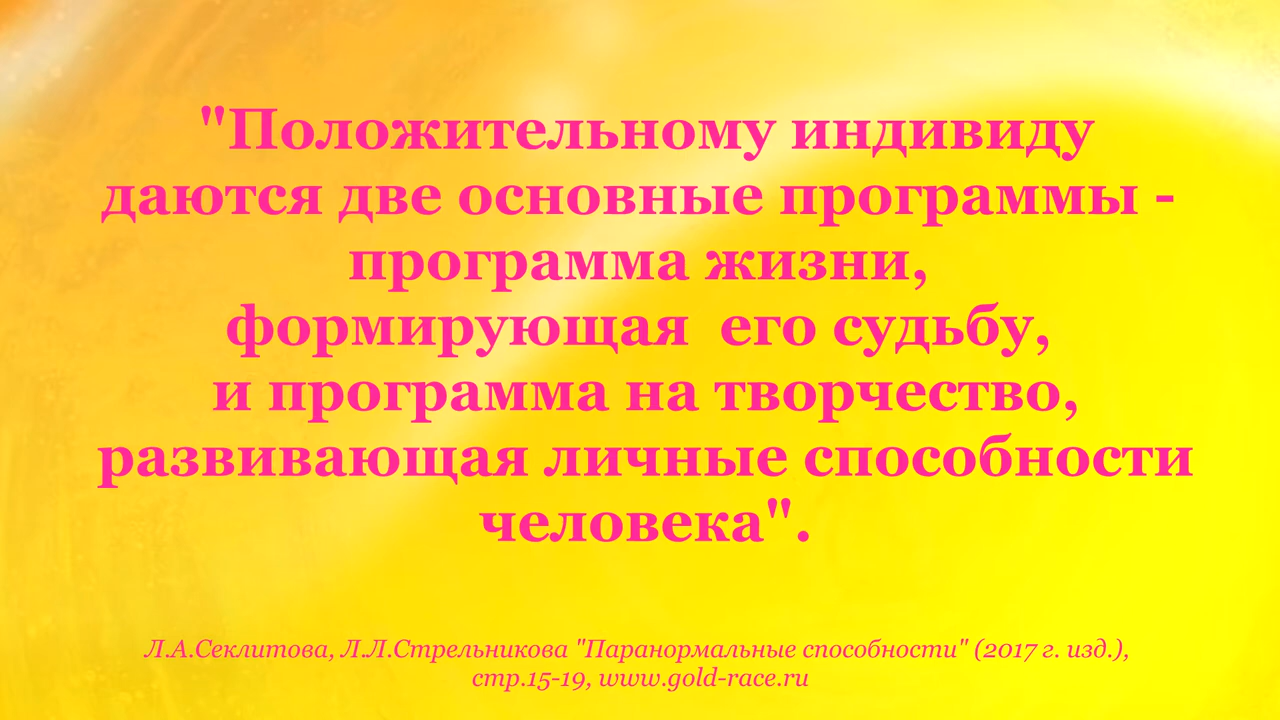 "Положительному индивиду
даются две основные программы -
программа жизни,
формирующая  его судьбу,
и программа на творчество,
развивающая личные способности
человека".
Л.А.Секлитова, Л.Л.Стрельникова "Паранормальные способности" (2017 г. изд.),
стр.15-19, www.gold-race.ru